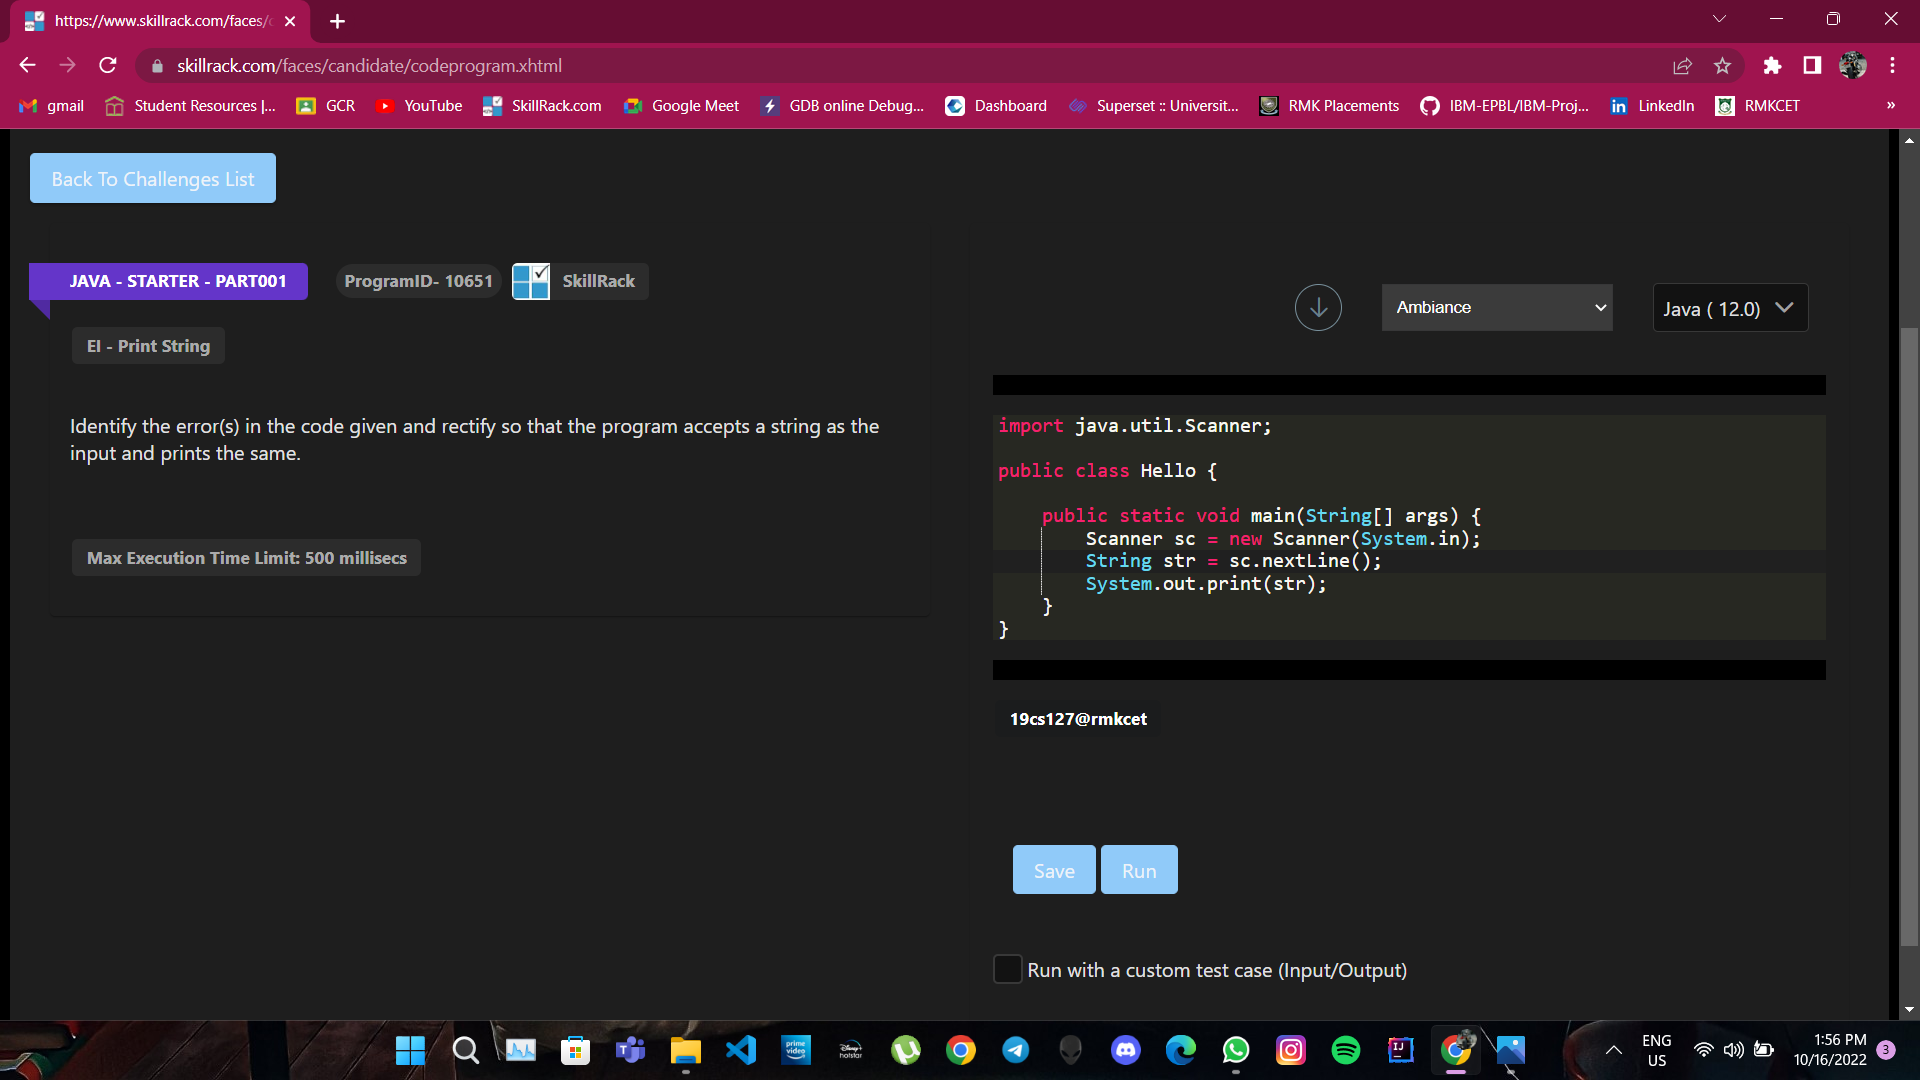 https://www.skillrack.com/faces/c
skillrack.com/faces/candidate/codeprogram.xhtml
gmail Student Resources |... GCR YouTube SkillRack.com Google Meet GDB online Debug... Dashboard Superset :: Universit... RMK Placements IBM-EPBL/IBM-Proj... LinkedIn RMKCET »
Back To Challenges List
JAVA - STARTER - PART001 ProgramID- 10651 SkillRack
EI - Print String
Identify the error(s) in the code given and rectify so that the program accepts a string as the
input and prints the same.
Max Execution Time Limit: 500 millisecs
Ambiance Java ( 12.0)
import java.util.Scanner;
public class Hello {
public static void main(String[] args) {
Scanner sc = new Scanner(System.in);
String str = sc.nextLine();
System.out.print(str);
}
}
19cs127@rmkcet
Save Run
Run with a custom test case (Input/Output)
prime video
Disney+ hotstar
IJ
ENG
US
1:56 PM
10/16/2022
3